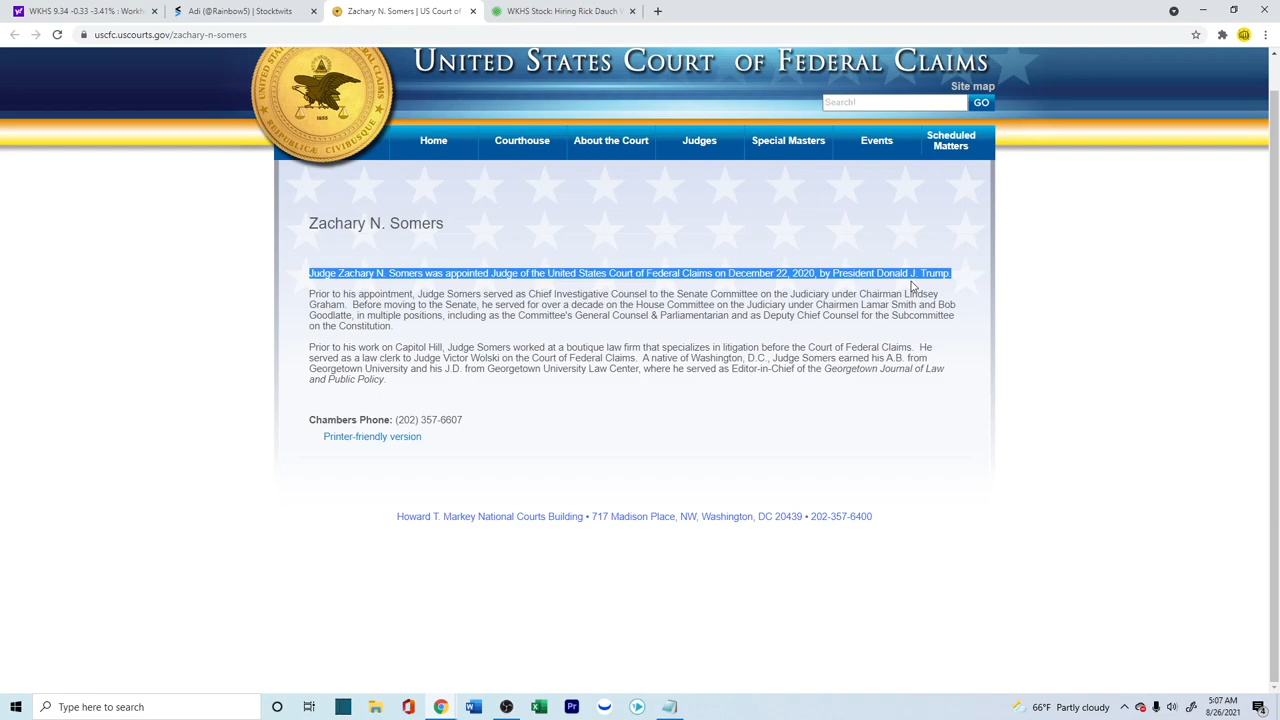 WKHS 9.34 -0.33 -3.41% : Workh
Adi (@Rainbow5) | Stocktwits
Zachary N. Somers | US Court of
WKHS Stock: Hiring Rick Dauch W
uscfc.uscourts.gov/zachary-n-somers
UNITED STATES COURT OF FEDERAL CLAIMS
1855
Site map
Search!
GO
Home
Courthouse
About the Court
Judges
Special Masters
Events
Scheduled
Matters
Zachary N. Somers
Judge Zachary N. Somers was appointed Judge of the United States Court of Federal Claims on December 22, 2020, by President Donald J. Trump.
Prior to his appointment, Judge Somers served as Chief Investigative Counsel to the Senate Committee on the Judiciary under Chairman Lindsey
Graham. Before moving to the Senate, he served for over a decade on the House Committee on the Judiciary under Chairmen Lamar Smith and Bob
Goodlatte, in multiple positions, including as the Committee's General Counsel & Parliamentarian and as Deputy Chief Counsel for the Subcommittee
on the Constitution.
Prior to his work on Capitol Hill, Judge Somers worked at a boutique law firm that specializes in litigation before the Court of Federal Claims. He
served as a law clerk to Judge Victor Wolski on the Court of Federal Claims. A native of Washington, D.C., Judge Somers earned his A.B. from
Georgetown University and his J.D. from Georgetown University Law Center, where he served as Editor-in-Chief of the Georgetown Journal of Law
and Public Policy.
Chambers Phone: (202) 357-6607
Printer-friendly version
Howard T. Markey National Courts Building • 717 Madison Place, NW, Washington, DC 20439 • 202-357-6400
Type here to search
66°F Partly cloudy
5:07 AM
8/26/2021